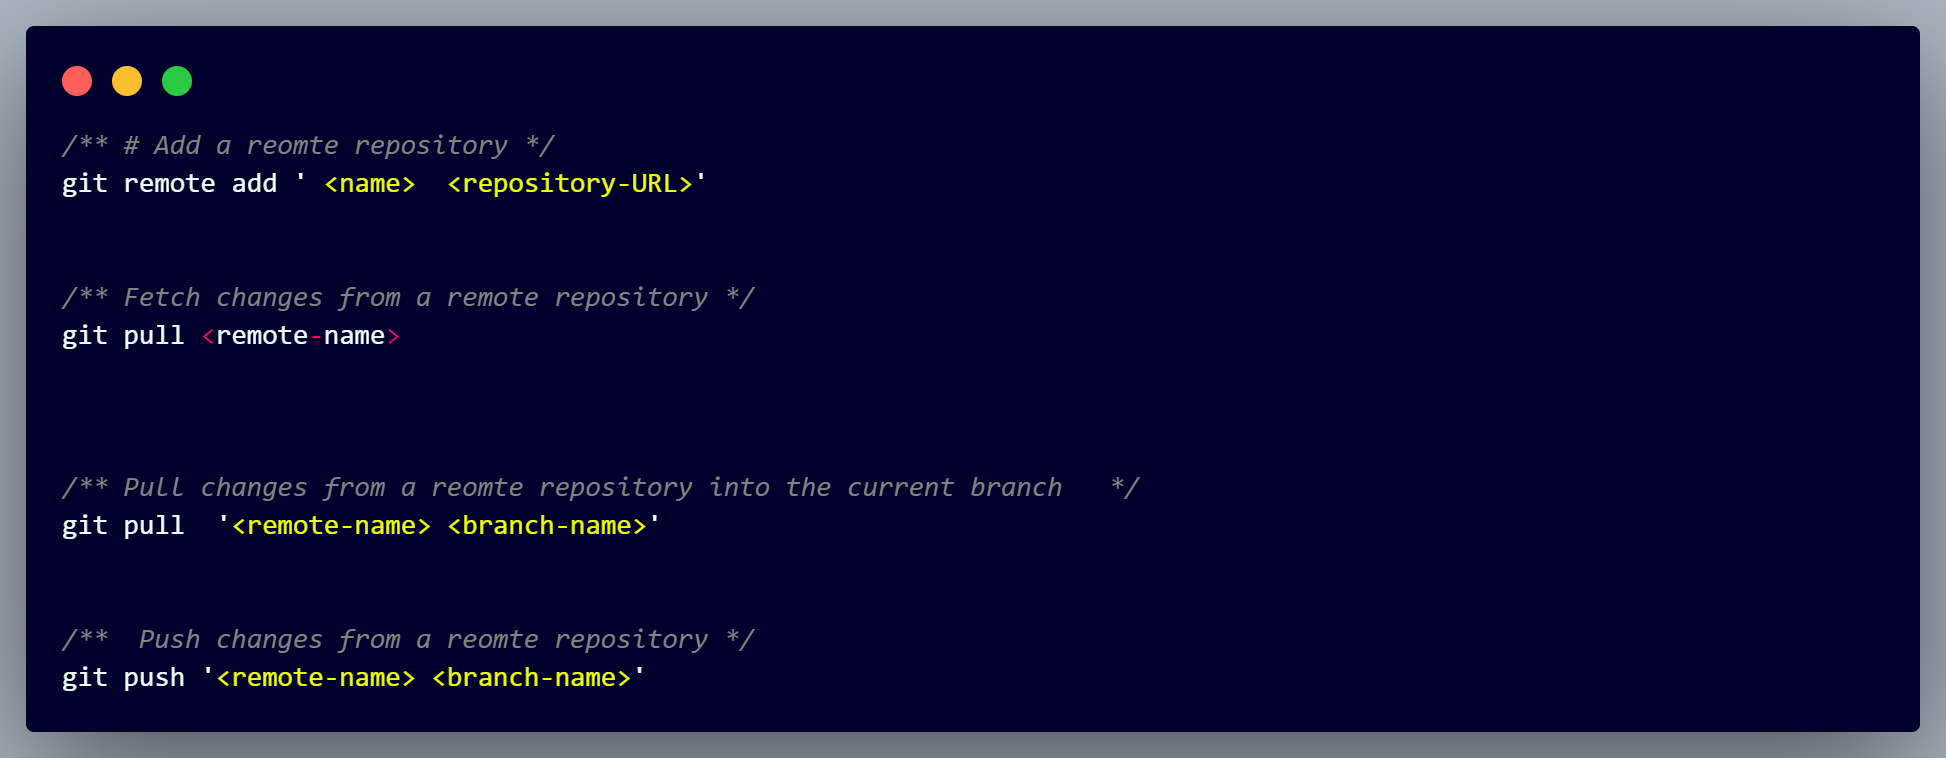 /** # Add a reomte repository */
git remote add ' <name>  <repository-URL>'
/** Fetch changes from a remote repository */
git pull <remote-name>
/** Pull changes from a reomte repository into the current branch   */
git pull  '<remote-name> <branch-name>'
/**  Push changes from a reomte repository */
git push '<remote-name> <branch-name>'